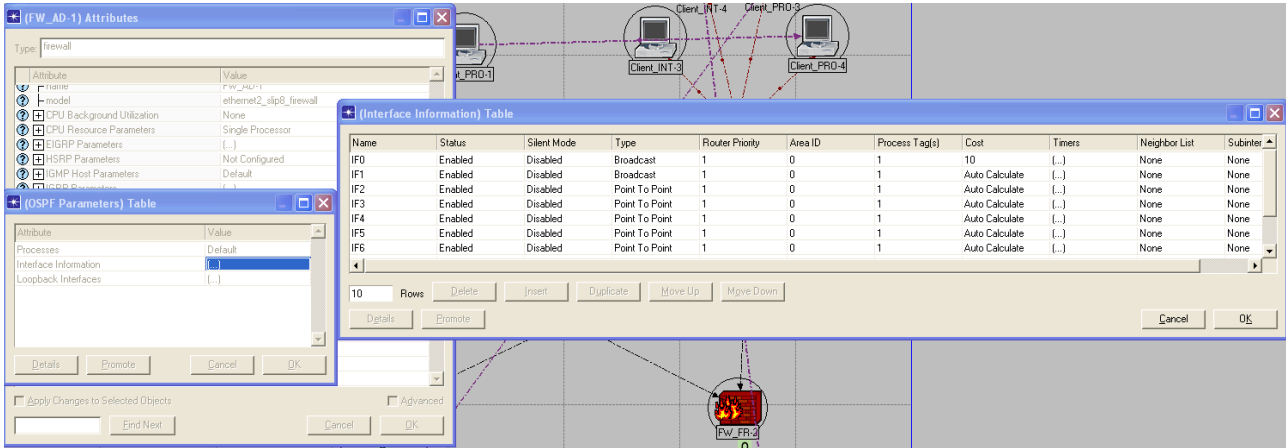 (FW_AD-1) Attributes
Type: firewall
Attribute Value
name FW_AD-1
model ethernet2_slip8_firewall
CPU Background Utilization None
CPU Resource Parameters Single Processor
EIGRP Parameters (...)
HSRP Parameters Not Configured
IGMP Host Parameters Default
IGRP Parameters (...)
(OSPF Parameters) Table
Attribute Value
Processes Default
Interface Information (...)
Loopback Interfaces (...)
Details Promote Cancel OK
Apply Changes to Selected Objects Advanced
Find Next Cancel OK
Client_INT-4 Client_PRO-3
Client_INT-3
Client_PRO-4
(Interface Information) Table
Name Status Silent Mode Type Router Priority Area ID Process Tag(s) Cost Timers Neighbor List
IF0 Enabled Disabled Broadcast 1 0 1 10 (...) None None
IF1 Enabled Disabled Broadcast 1 0 1 Auto Calculate (...) None None
IF2 Enabled Disabled Point To Point 1 0 1 Auto Calculate (...) None None
IF3 Enabled Disabled Point To Point 1 0 1 Auto Calculate (...) None None
IF4 Enabled Disabled Point To Point 1 0 1 Auto Calculate (...) None None
IF5 Enabled Disabled Point To Point 1 0 1 Auto Calculate (...) None None
IF6 Enabled Disabled Point To Point 1 0 1 Auto Calculate (...) None None
10 Rows Delete Insert Duplicate Move Up Move Down
Details Promote Cancel OK
FW_FR-2
0